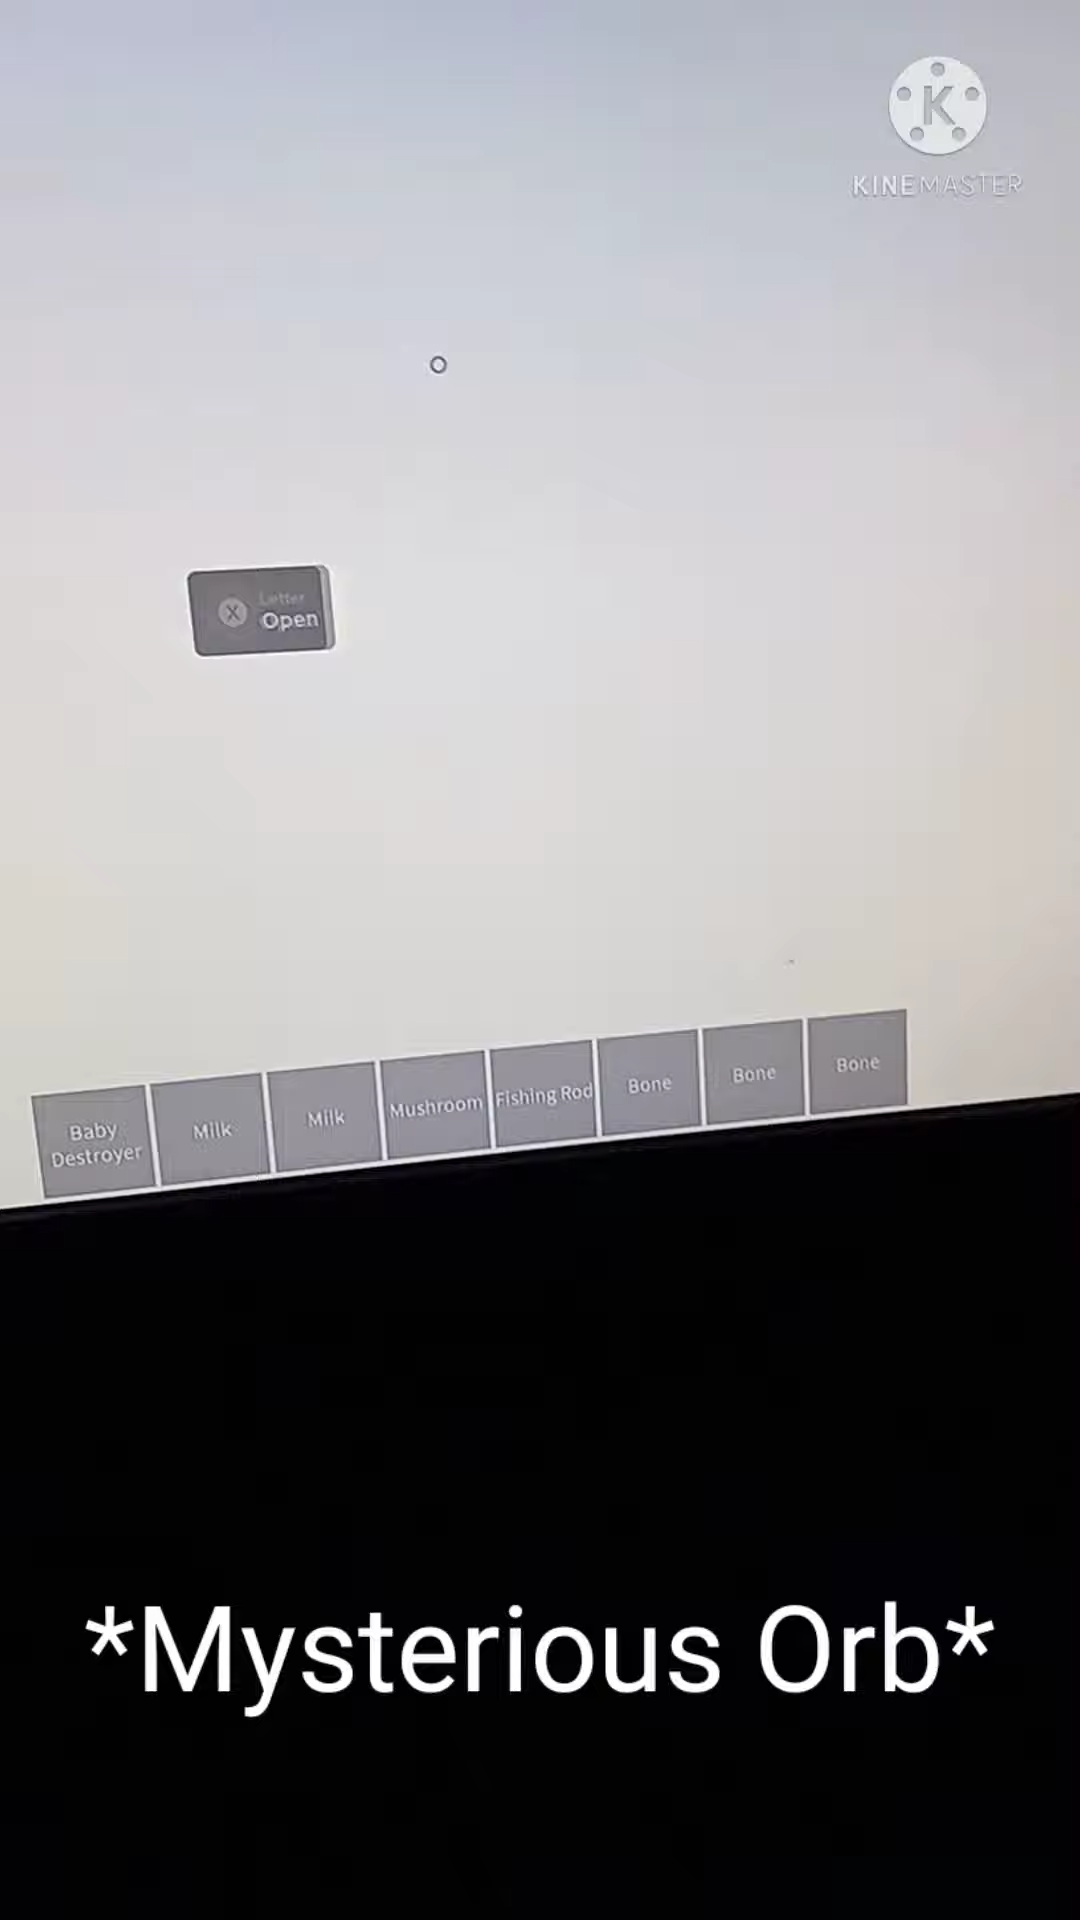 K
KINEMASTER
Letter
X
Open
Baby
Destroyer
Milk
Milk
Mushroom
Fishing Rod
Bone
Bone
Bone
*Mysterious Orb*